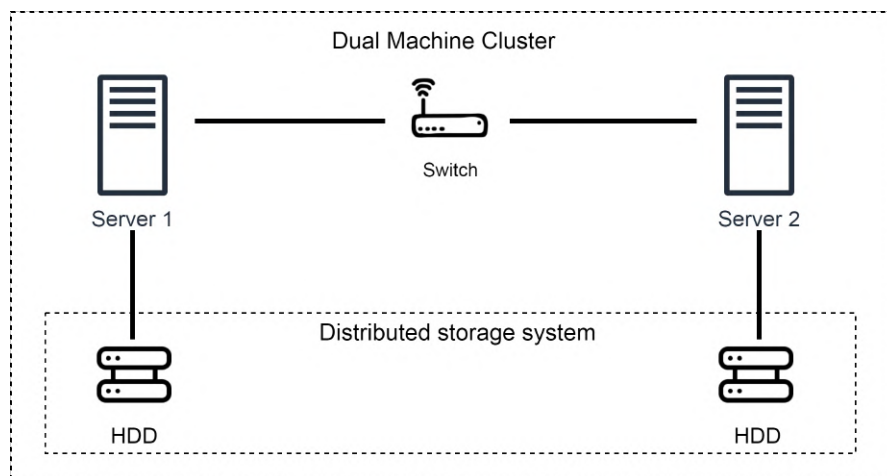 Dual Machine Cluster
Switch
Server 1
Server 2
Distributed storage system
HDD
HDD